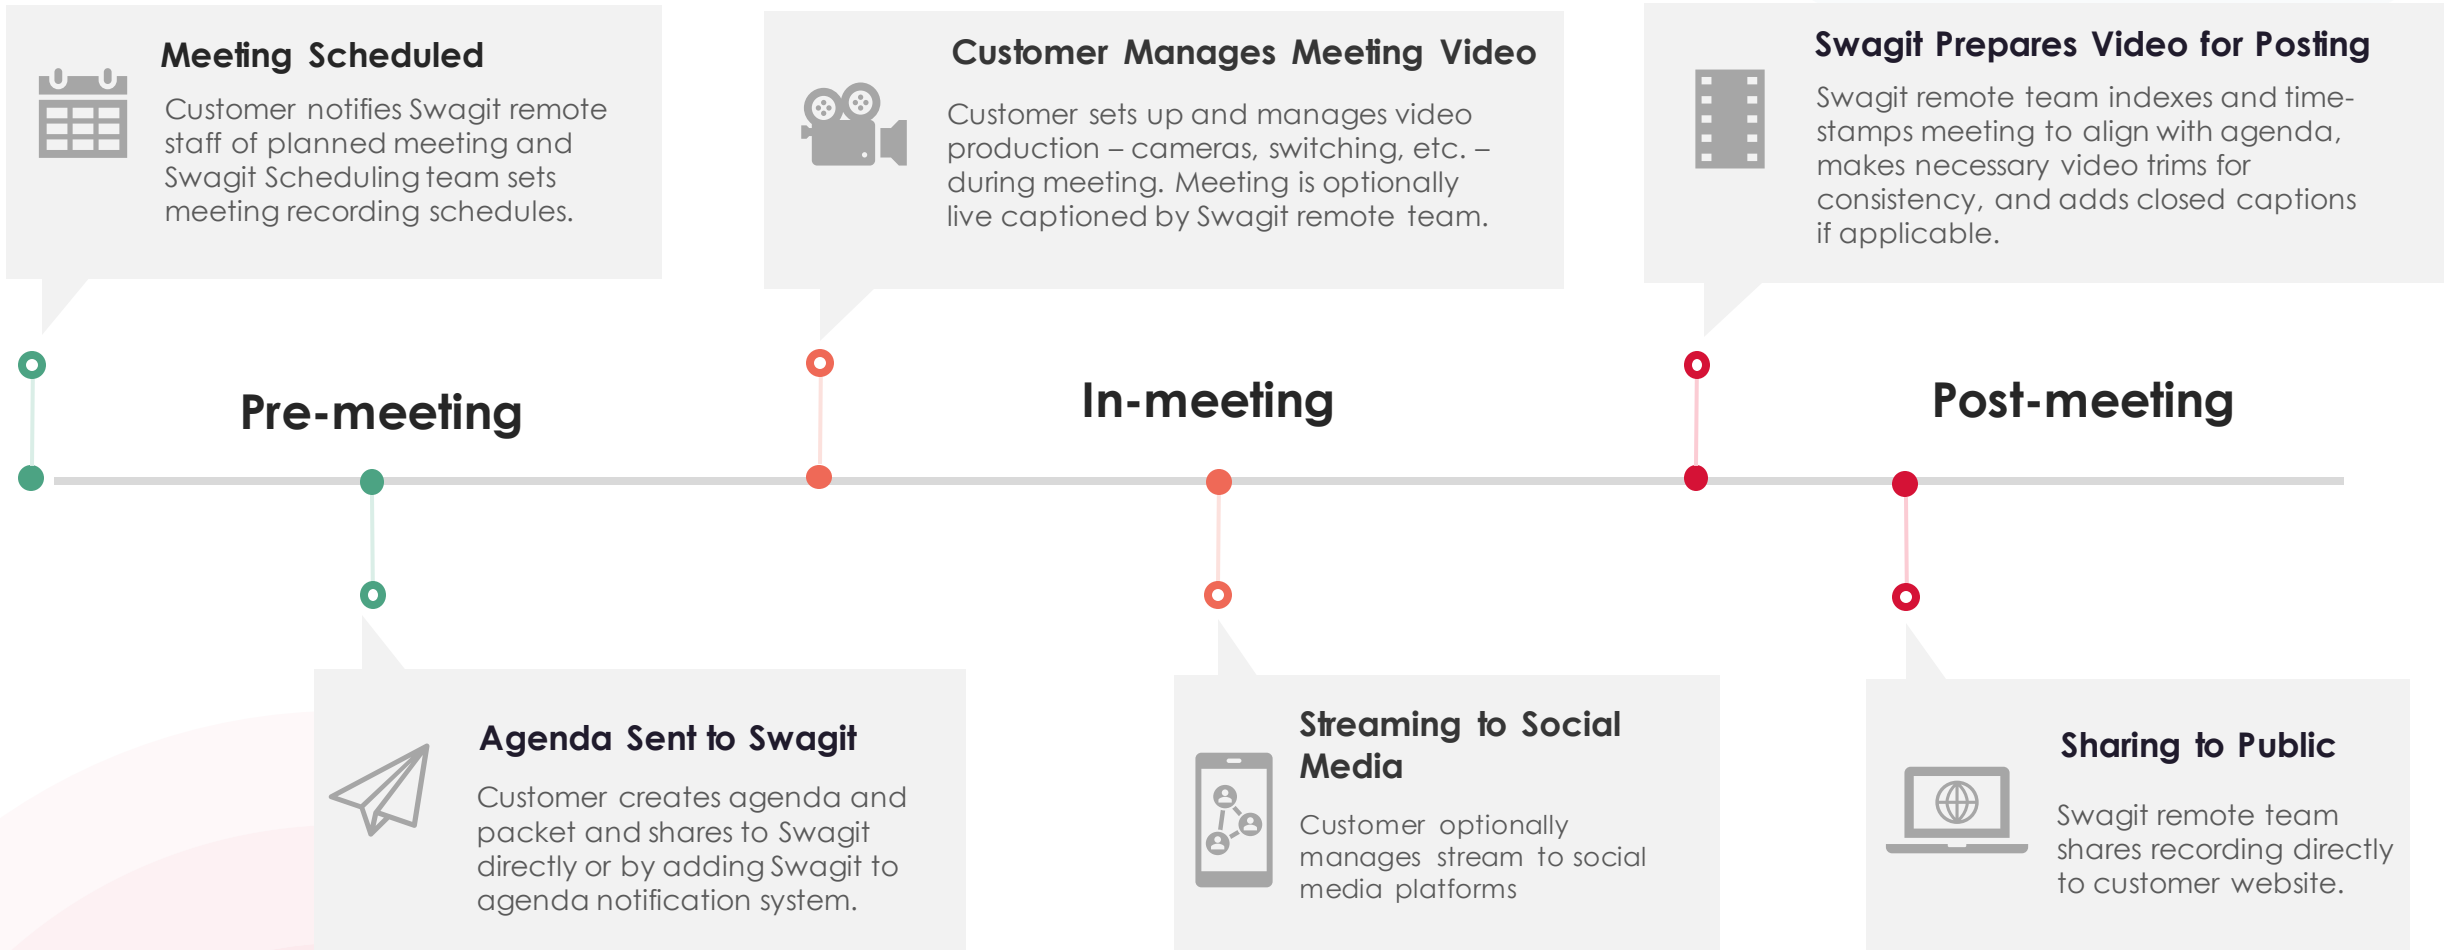 Meeting Scheduled
Customer notifies Swagit remote
staff of planned meeting and
Swagit Scheduling team sets
meeting recording schedules.
Customer Manages Meeting Video
Customer sets up and manages video
production – cameras, switching, etc. –
during meeting. Meeting is optionally
live captioned by Swagit remote team.
Swagit Prepares Video for Posting
Swagit remote team indexes and time-
stamps meeting to align with agenda,
makes necessary video trims for
consistency, and adds closed captions
if applicable.
Pre-meeting
In-meeting
Post-meeting
Agenda Sent to Swagit
Customer creates agenda and
packet and shares to Swagit
directly or by adding Swagit to
agenda notification system.
Streaming to Social
Media
Customer optionally
manages stream to social
media platforms
Sharing to Public
Swagit remote team
shares recording directly
to customer website.